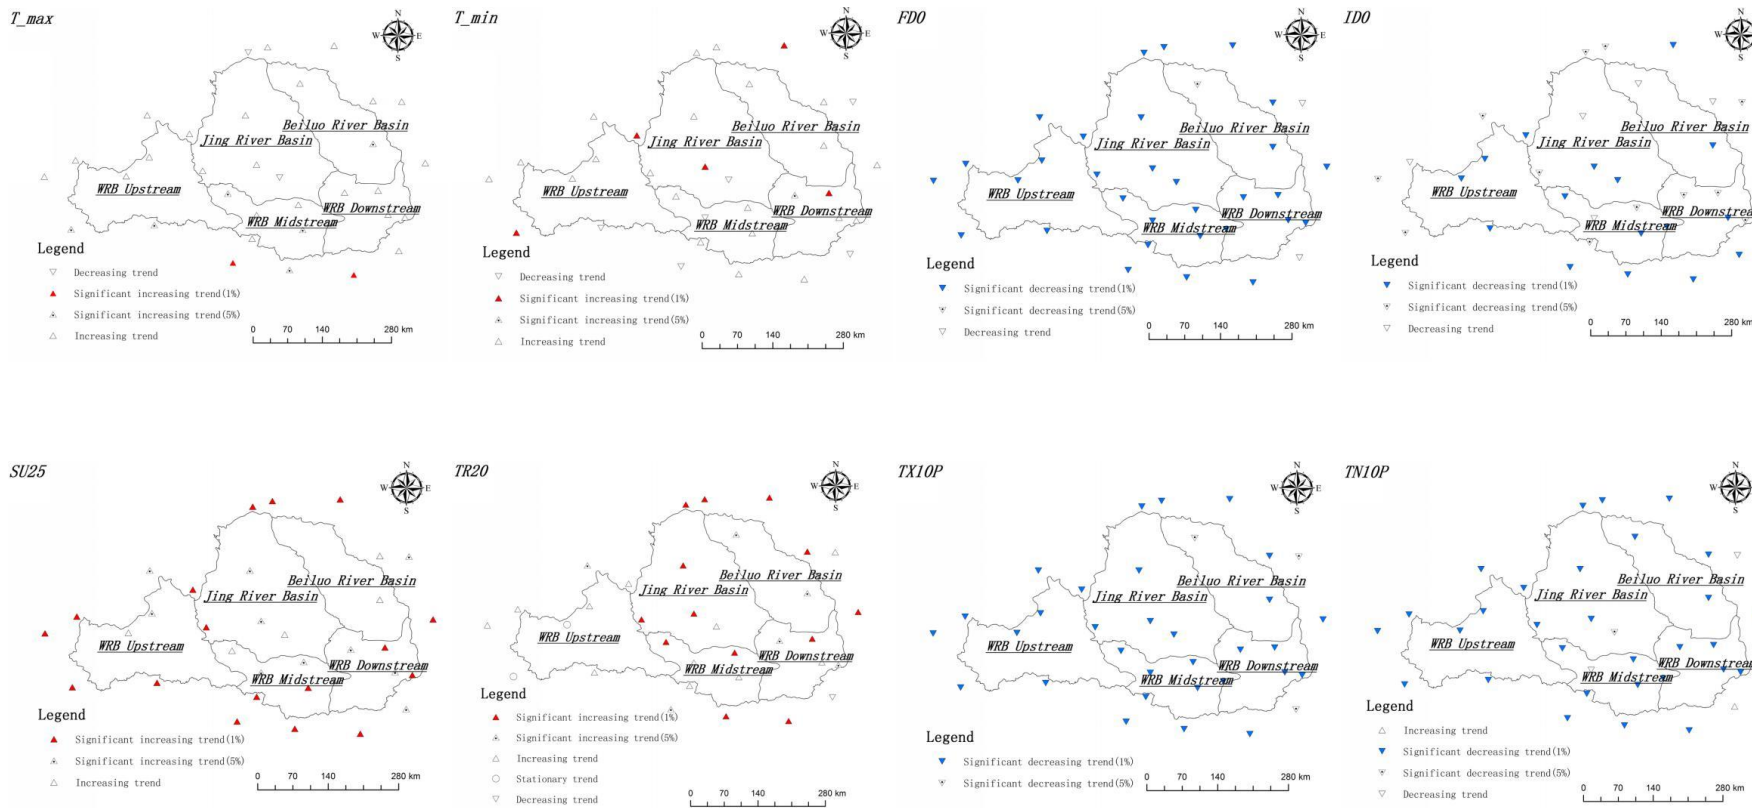 T_max
N
W E
S
Beiluo River Basin
Jing River Basin
WRB Upstream
WRB Downstream
WRB Midstream
Legend
Decreasing trend
Significant increasing trend(1%)
Significant increasing trend(5%)
Increasing trend
0 70 140 280 km
T_min
N
W E
S
Beiluo River Basin
Jing River Basin
WRB Upstream
WRB Downstream
WRB Midstream
Legend
Decreasing trend
Significant increasing trend(1%)
Significant increasing trend(5%)
Increasing trend
0 70 140 280 km
FD0
N
W E
S
Beiluo River Basin
Jing River Basin
WRB Upstream
WRB Downstream
WRB Midstream
Legend
Significant decreasing trend(1%)
Significant decreasing trend(5%)
Decreasing trend
0 70 140 280 km
ID0
N
W E
S
Beiluo River Basin
Jing River Basin
WRB Upstream
WRB Downstream
WRB Midstream
Legend
Significant decreasing trend(1%)
Significant decreasing trend(5%)
Decreasing trend
0 70 140 280 km
SU25
N
W E
S
Beiluo River Basin
Jing River Basin
WRB Upstream
WRB Downstream
WRB Midstream
Legend
Significant increasing trend(1%)
Significant increasing trend(5%)
Increasing trend
0 70 140 280 km
TR20
N
W E
S
Beiluo River Basin
Jing River Basin
WRB Upstream
WRB Downstream
WRB Midstream
Legend
Significant increasing trend(1%)
Significant increasing trend(5%)
Increasing trend
Stationary trend
Decreasing trend
0 50 70 140 280 km
TX10P
N
W E
S
Beiluo River Basin
Jing River Basin
WRB Upstream
WRB Downstream
WRB Midstream
Legend
Significant decreasing trend(1%)
Significant decreasing trend(5%)
0 70 140 280 km
TN10P
N
W E
S
Beiluo River Basin
Jing River Basin
WRB Upstream
WRB Downstream
WRB Midstream
Legend
Increasing trend
Significant decreasing trend(1%)
Significant decreasing trend(5%)
Decreasing trend
0 70 140 280 km